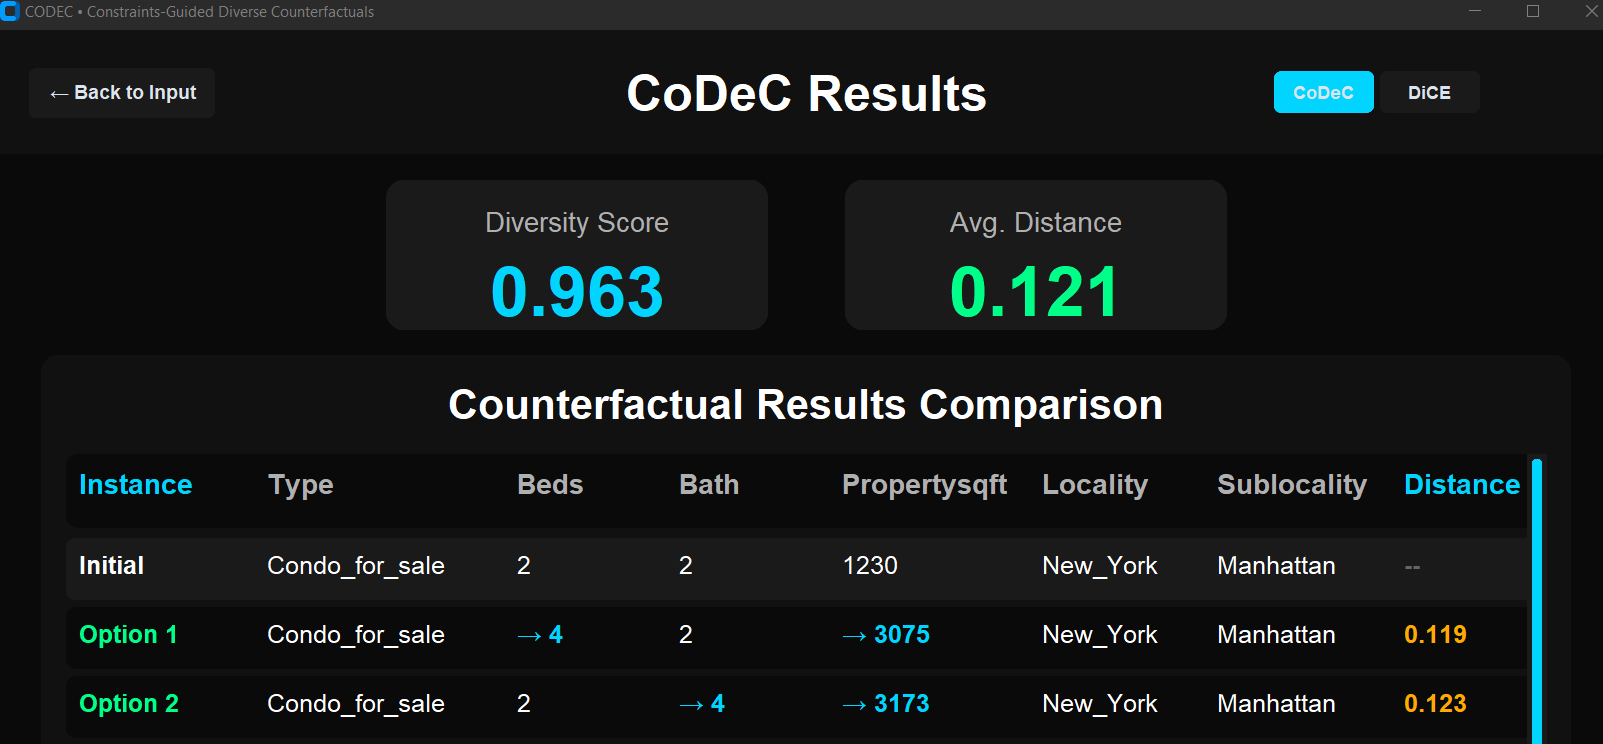 CODEC • Constraints-Guided Diverse Counterfactuals
← Back to Input
CoDeC Results
CoDeC
DiCE
Diversity Score
0.963
Avg. Distance
0.121
Counterfactual Results Comparison
Instance Type Beds Bath Propertysqft Locality Sublocality Distance
Initial Condo_for_sale 2 2 1230 New_York Manhattan --
Option 1 Condo_for_sale → 4 2 → 3075 New_York Manhattan 0.119
Option 2 Condo_for_sale 2 → 4 → 3173 New_York Manhattan 0.123